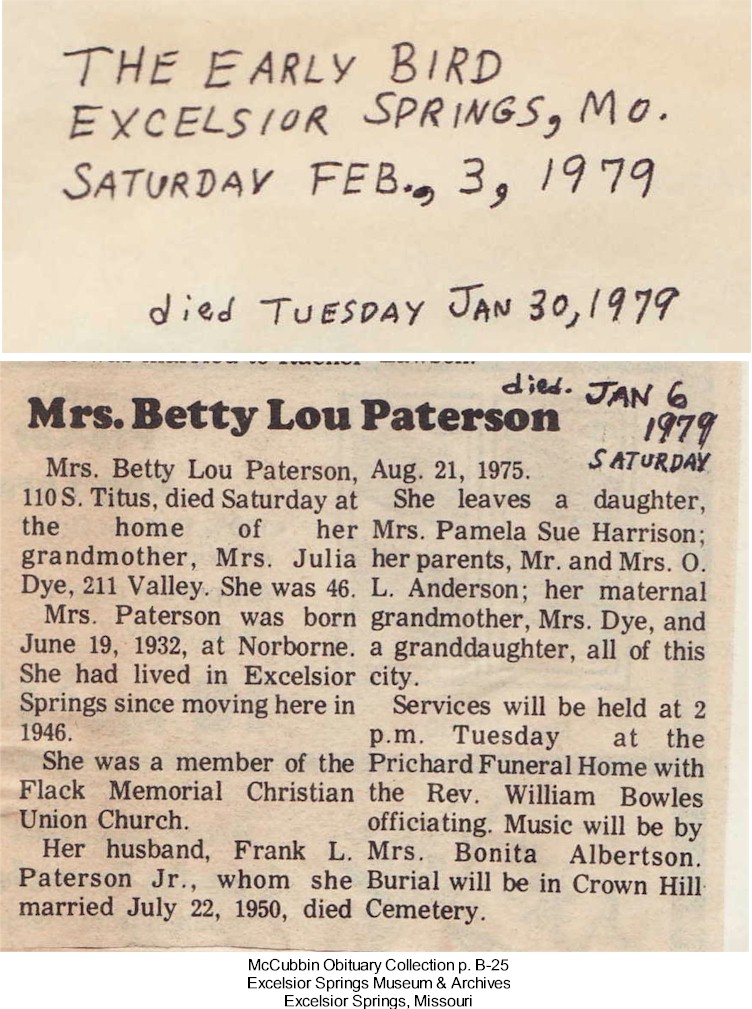 THE EARLY BIRD
EXCELSIOR SPRINGS, MO.
SATURDAY FEB., 3, 1979
died TUESDAY JAN 30, 1979
Mrs. Betty Lou Paterson
died. JAN 6
1979
SATURDAY
Mrs. Betty Lou Paterson,
110 S. Titus, died Saturday at
the home of her
grandmother, Mrs. Julia
Dye, 211 Valley. She was 46.
Mrs. Paterson was born
June 19, 1932, at Norborne.
She had lived in Excelsior
Springs since moving here in
1946.
She was a member of the
Flack Memorial Christian
Union Church.
Her husband, Frank L.
Paterson Jr., whom she
married July 22, 1950, died
Aug. 21, 1975.
She leaves a daughter,
Mrs. Pamela Sue Harrison;
her parents, Mr. and Mrs. O.
L. Anderson; her maternal
grandmother, Mrs. Dye, and
a granddaughter, all of this
city.
Services will be held at 2
p.m. Tuesday at the
Prichard Funeral Home with
the Rev. William Bowles
officiating. Music will be by
Mrs. Bonita Albertson.
Burial will be in Crown Hill
Cemetery.
McCubbin Obituary Collection p. B-25
Excelsior Springs Museum & Archives
Excelsior Springs, Missouri